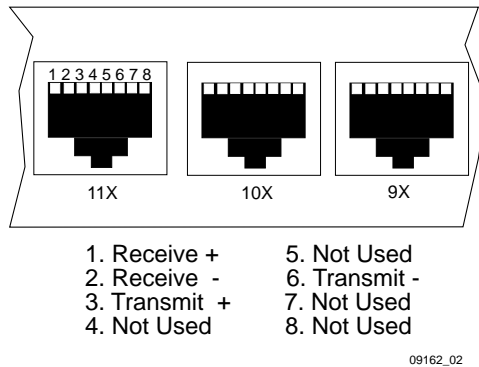 1 2 3 4 5 6 7 8
11X 10X 9X
1. Receive + 5. Not Used
2. Receive - 6. Transmit -
3. Transmit + 7. Not Used
4. Not Used 8. Not Used
09162_02